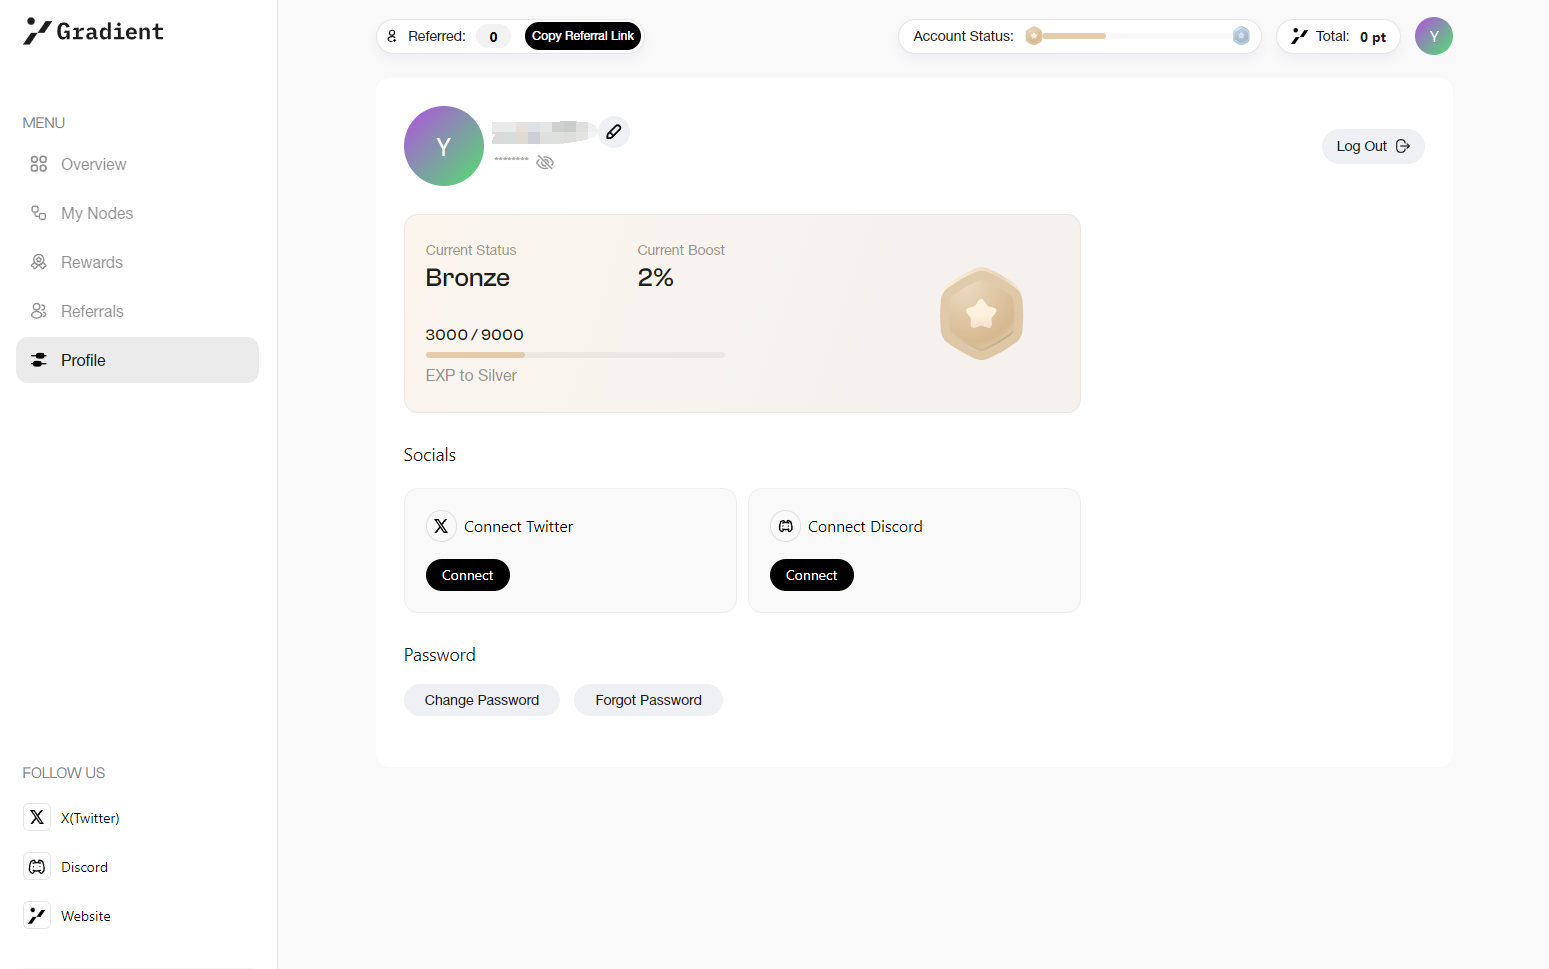 Gradient
MENU
Overview
My Nodes
Rewards
Referrals
Profile
FOLLOW US
X(Twitter)
Discord
Website
Referred: 0 Copy Referral Link
Account Status:
Total: 0 pt
Y
Y
********
Log Out
Current Status
Bronze
Current Boost
2%
3000 / 9000
EXP to Silver
Socials
Connect Twitter
Connect
Connect Discord
Connect
Password
Change Password
Forgot Password